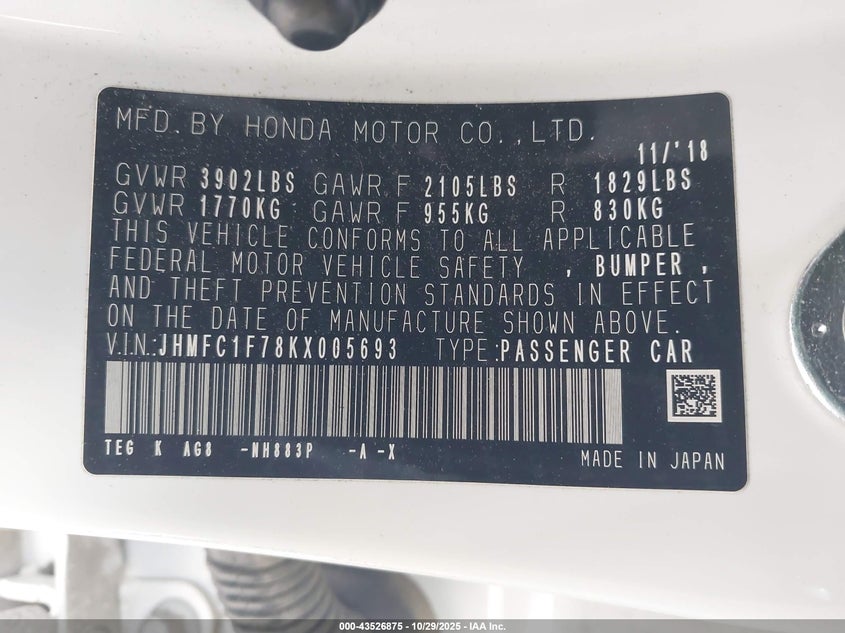 MFD. BY HONDA MOTOR CO., LTD.
11/'18
GVWR 3902LBS GAWR F 2105LBS R 1829LBS
GVWR 1770KG GAWR F 955KG R 830KG
THIS VEHICLE CONFORMS TO ALL APPLICABLE
FEDERAL MOTOR VEHICLE SAFETY , BUMPER ,
AND THEFT PREVENTION STANDARDS IN EFFECT
ON THE DATE OF MANUFACTURE SHOWN ABOVE.
V.I.N.:JHMFC1F78KX005693 TYPE:PASSENGER CAR
TEG K AG8 -NH883P -A -X
MADE IN JAPAN
000-43526875 | 10/29/2025 | IAA Inc.